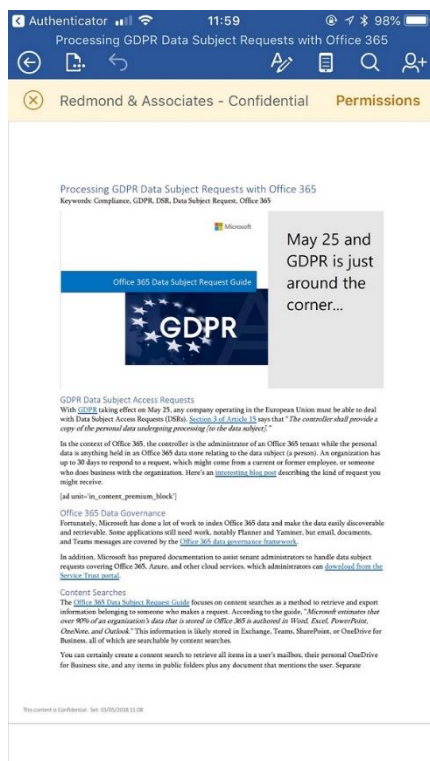 Authenticator 11:59 98%
Processing GDPR Data Subject Requests with Office 365
Redmond & Associates - Confidential Permissions
Processing GDPR Data Subject Requests with Office 365
Keywords: Compliance, GDPR, DSR, Data Subject Request, Office 365
Microsoft
Office 365 Data Subject Request Guide
GDPR
May 25 and
GDPR is just
around the
corner...
GDPR Data Subject Access Requests
With GDPR taking effect on May 25, any company operating in the European Union must be able to deal
with Data Subject Access Requests (DSRs). Section 3 of Article 15 says that "The controller shall provide a
copy of the personal data undergoing processing [to the data subject]."
In the context of Office 365, the controller is the administrator of an Office 365 tenant while the personal
data is anything held in an Office 365 data store relating to the data subject (a person). An organization has
up to 30 days to respond to a request, which might come from a current or former employee, or someone
who does business with the organization. Here's an interesting blog post describing the kind of request you
might receive.
[ad unit='in_content_premium_block']
Office 365 Data Governance
Fortunately, Microsoft has done a lot of work to index Office 365 data and make the data easily discoverable
and retrievable. Some applications still need work, notably Planner and Yammer, but email, documents,
and Teams messages are covered by the Office 365 data governance framework.
In addition, Microsoft has prepared documentation to assist tenant administrators to handle data subject
requests covering Office 365, Azure, and other cloud services, which administrators can download from the
Service Trust portal.
Content Searches
The Office 365 Data Subject Request Guide focuses on content searches as a method to retrieve and export
information belonging to someone who makes a request. According to the guide, "Microsoft estimates that
over 90% of an organization's data that is stored in Office 365 is authored in Word, Excel, PowerPoint,
OneNote, and Outlook." This information is likely stored in Exchange, Teams, SharePoint, or OneDrive for
Business, all of which are searchable by content searches.
You can certainly create a content search to retrieve all items in a user's mailbox, their personal OneDrive
for Business site, and any items in public folders plus any document that mentions the user. Separate
This content is Confidential. Set: 03/05/2018 11:08